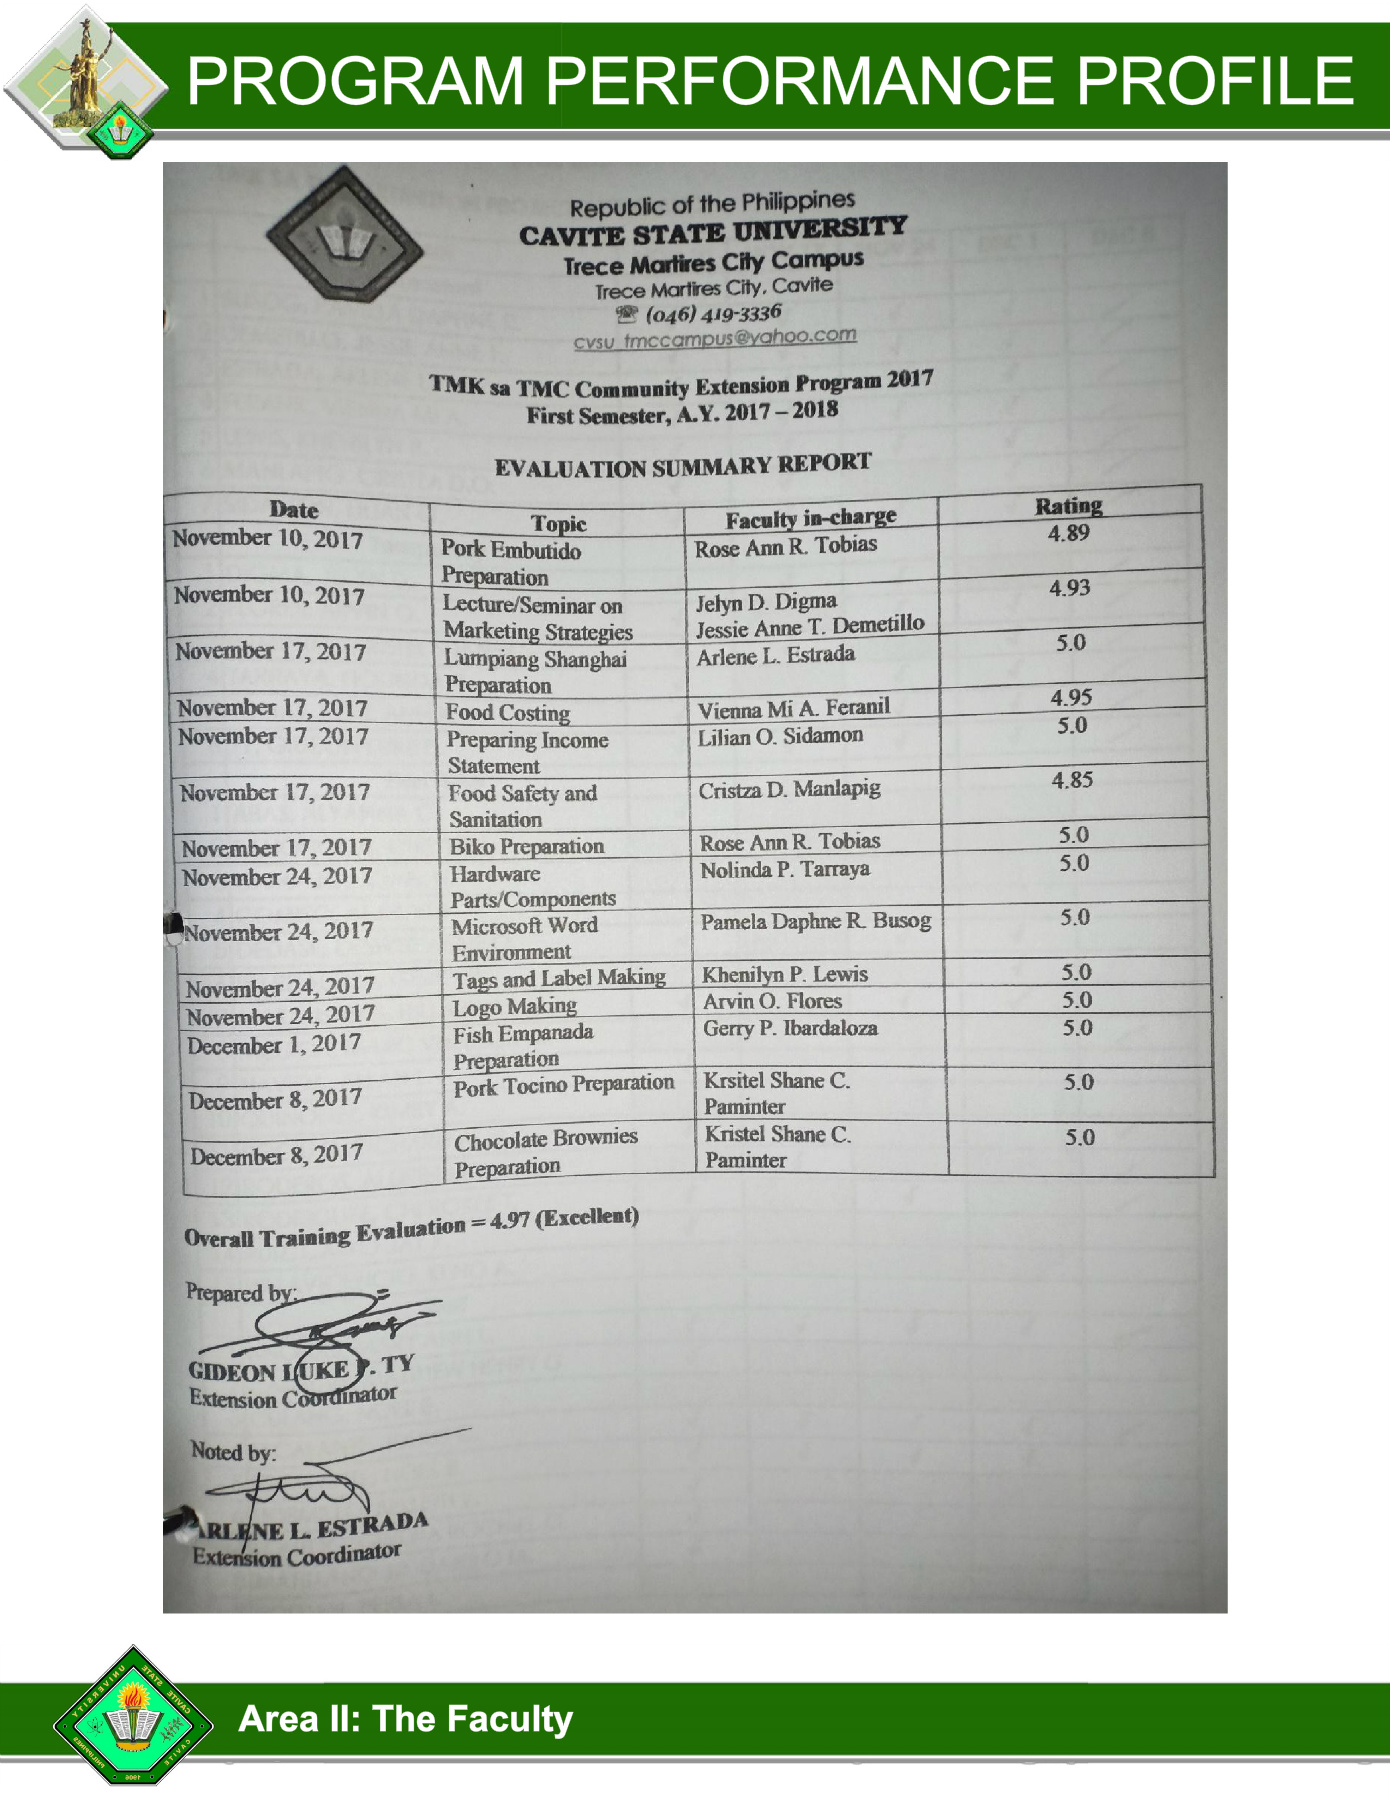 PROGRAM PERFORMANCE PROFILE
Republic of the Philippines
CAVITE STATE UNIVERSITY
Trece Martires City Campus
Trece Martires City, Cavite
☏ (046) 419-3336
cvsu_tmccampus@yahoo.com
TMK sa TMC Community Extension Program 2017
First Semester, A.Y. 2017 – 2018
EVALUATION SUMMARY REPORT
Date Topic Faculty in-charge Rating
November 10, 2017 Pork Embutido Rose Ann R. Tobias 4.89
Preparation
November 10, 2017 Lecture/Seminar on Jelyn D. Digma 4.93
Marketing Strategies Jessie Anne T. Demetillo
November 17, 2017 Lumpiang Shanghai Arlene L. Estrada 5.0
Preparation
November 17, 2017 Food Costing Vienna Mi A. Feranil 4.95
November 17, 2017 Preparing Income Lilian O. Sidamon 5.0
Statement
November 17, 2017 Food Safety and Cristza D. Manlapig 4.85
Sanitation
November 17, 2017 Biko Preparation Rose Ann R. Tobias 5.0
November 24, 2017 Hardware Nolinda P. Tarraya 5.0
Parts/Components
November 24, 2017 Microsoft Word Pamela Daphne R. Busog 5.0
Environment
November 24, 2017 Tags and Label Making Khenilyn P. Lewis 5.0
November 24, 2017 Logo Making Arvin O. Flores 5.0
December 1, 2017 Fish Empanada Gerry P. Ibardaloza 5.0
Preparation
December 8, 2017 Pork Tocino Preparation Krsitel Shane C. 5.0
Paminter
December 8, 2017 Chocolate Brownies Kristel Shane C. 5.0
Preparation Paminter
Overall Training Evaluation = 4.97 (Excellent)
Prepared by:
GIDEON LUKE P. TY
Extension Coordinator
Noted by:
ARLENE L. ESTRADA
Extension Coordinator
CAVITE STATE UNIVERSITY
CAVITE PHILIPPINES
1906
Area II: The Faculty